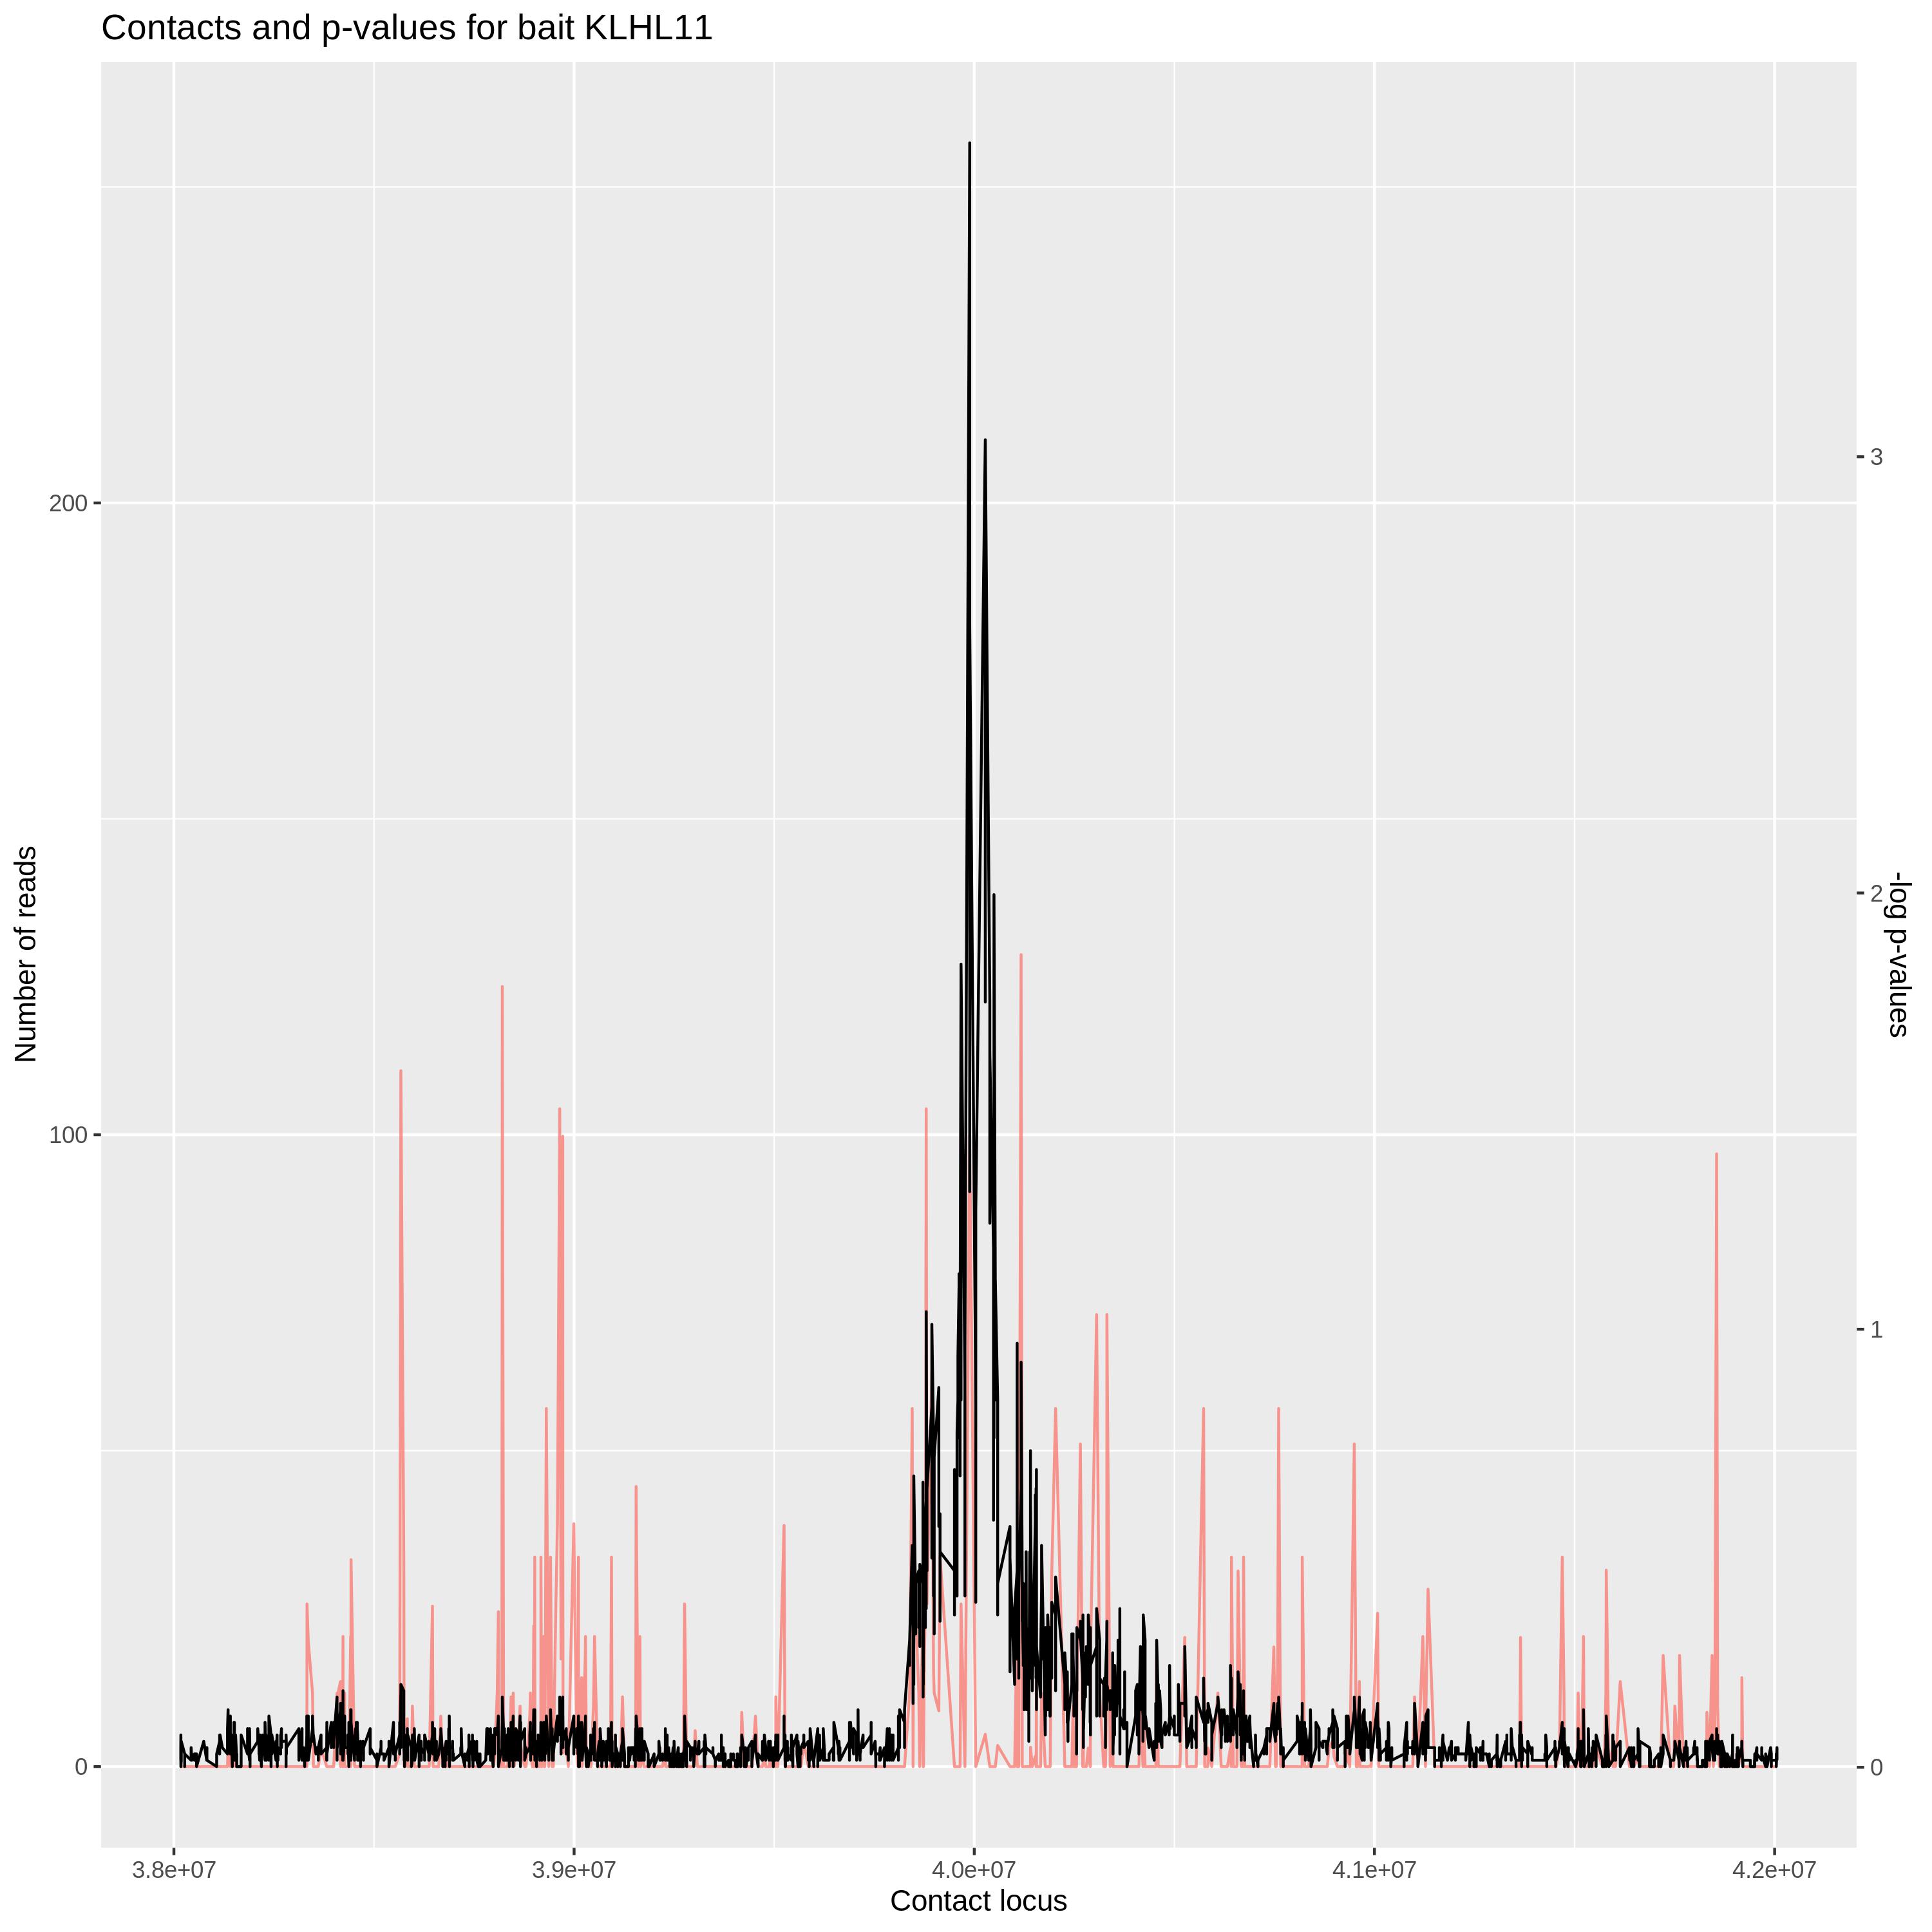 Contacts and p-values for bait KLHL11
Number of reads
200
100
0
3
2
1
0
-log p-values
3.8e+07
3.9e+07
4.0e+07
4.1e+07
4.2e+07
Contact locus